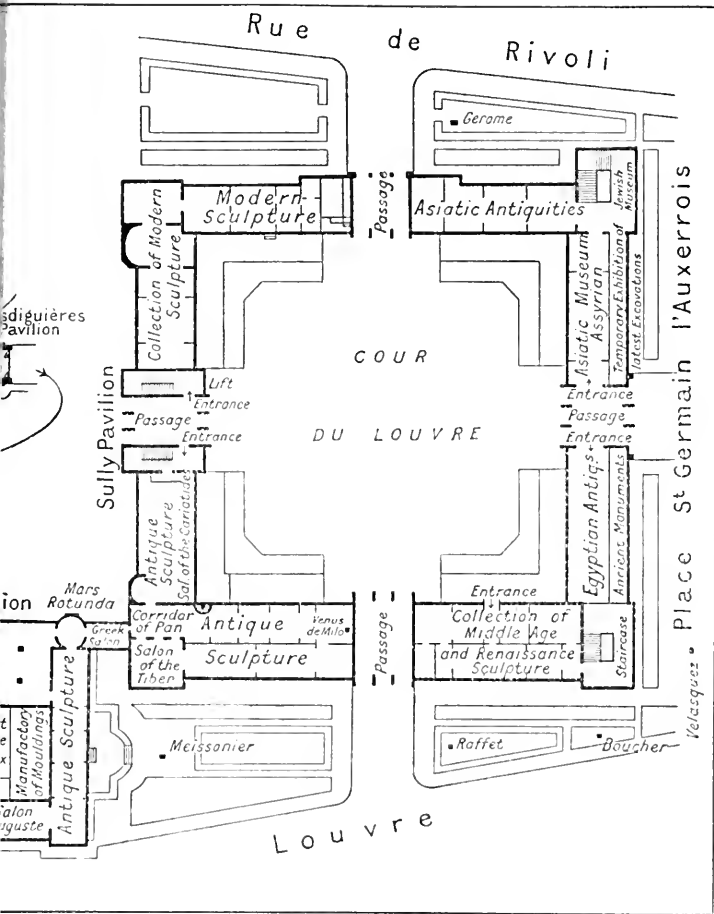 Rue de Rivoli
Gerome
Modern
Sculpture
Passage
Asiatic Antiquities
Jewish
Museum
Collection of Modern
Sculpture
Asiatic Museum
Assyrian
Temporary Exhibition of
latest Excavations
sdiguières
Pavilion
Lift
Entrance
Passage
Entrance
Sully Pavilion
COUR
DU LOUVRE
Entrance
Passage
Entrance
Place St Germain l'Auxerrois
Antique
Sculpture
Sal. of the Cariatides
Egyptian Antiqs
Ancient Monuments
ion
Mars
Rotunda
Greek
Salon
Corridor
of Pan
Salon
of the
Tiber
Antique
Sculpture
Venus
de Milo
Passage
Entrance
Collection of
Middle Age
and Renaissance
Sculpture
Staircase
Velasquez
t
e
x
Manufactory
of Mouldings
Antique Sculpture
Salon
uguste
Meissonier
Raffet
Boucher
Louvre